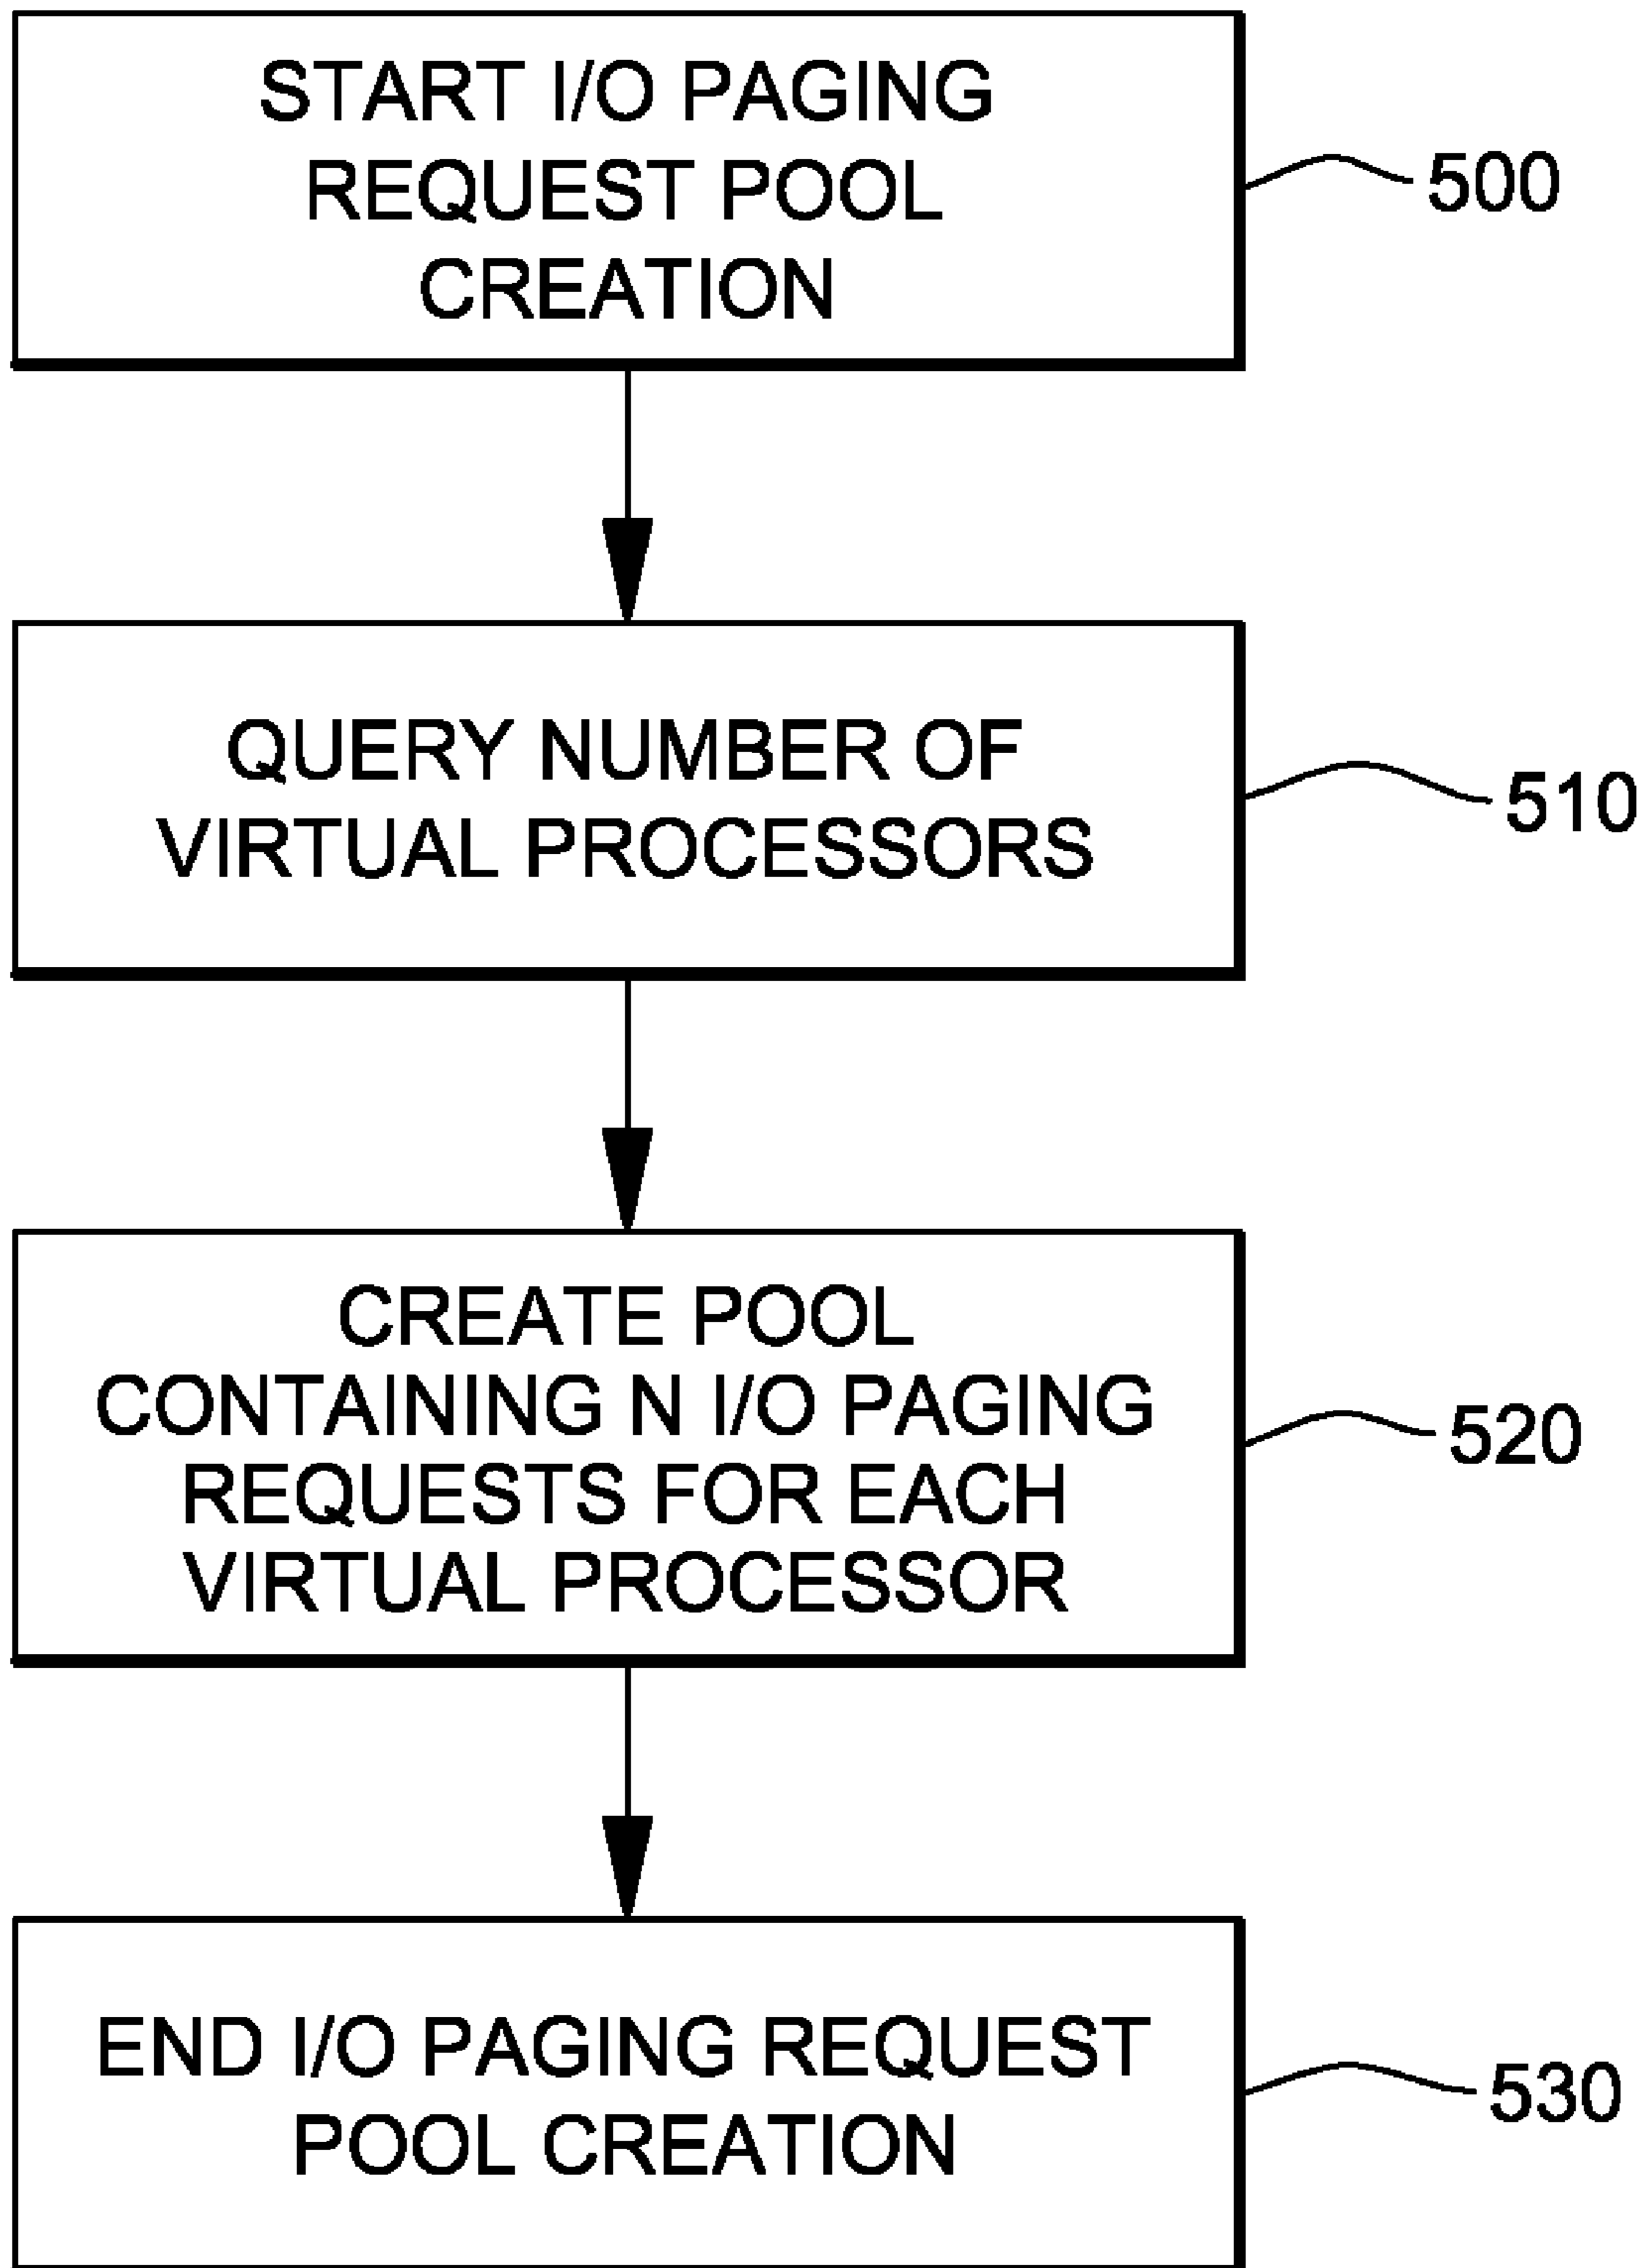 START I/O PAGING
REQUEST POOL
CREATION
500
QUERY NUMBER OF
VIRTUAL PROCESSORS
510
CREATE POOL
CONTAINING N I/O PAGING
REQUESTS FOR EACH
VIRTUAL PROCESSOR
520
END I/O PAGING REQUEST
POOL CREATION
530